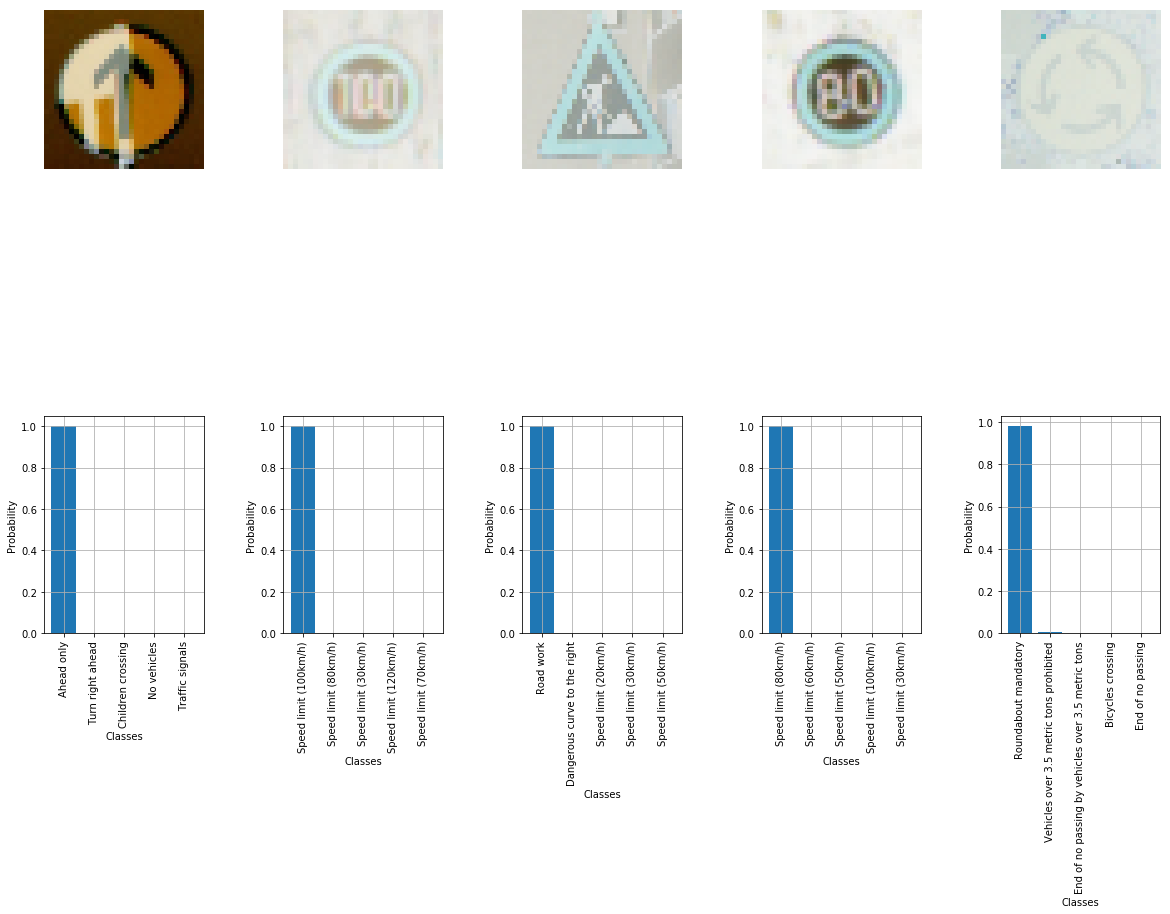 100
80
1.0
0.8
0.6
0.4
0.2
0.0
Probability
Ahead only
Turn right ahead
Children crossing
No vehicles
Traffic signals
Classes
1.0
0.8
0.6
0.4
0.2
0.0
Probability
Speed limit (100km/h)
Speed limit (80km/h)
Speed limit (30km/h)
Speed limit (120km/h)
Speed limit (70km/h)
Classes
1.0
0.8
0.6
0.4
0.2
0.0
Probability
Road work
Dangerous curve to the right
Speed limit (20km/h)
Speed limit (30km/h)
Speed limit (50km/h)
Classes
1.0
0.8
0.6
0.4
0.2
0.0
Probability
Speed limit (80km/h)
Speed limit (60km/h)
Speed limit (50km/h)
Speed limit (100km/h)
Speed limit (30km/h)
Classes
1.0
0.8
0.6
0.4
0.2
0.0
Probability
Roundabout mandatory
Vehicles over 3.5 metric tons prohibited
End of no passing by vehicles over 3.5 metric tons
Bicycles crossing
End of no passing
Classes